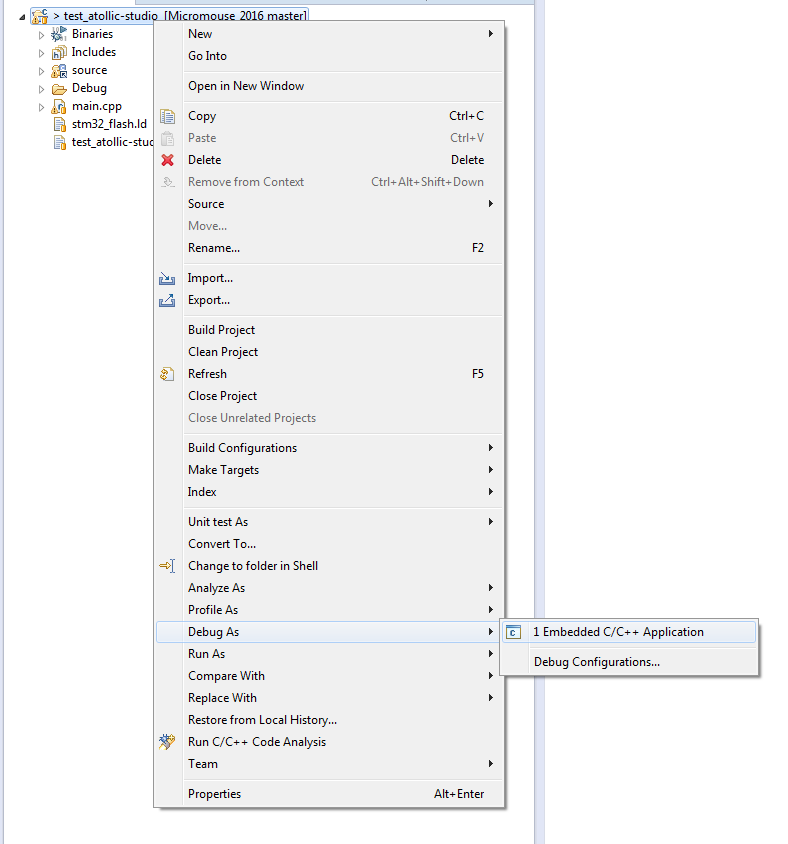 > test_atollic-studio [Micromouse_2016 master]
Binaries
Includes
source
Debug
main.cpp
stm32_flash.ld
test_atollic-stud
New
Go Into
Open in New Window
Copy Ctrl+C
Paste Ctrl+V
Delete Delete
Remove from Context Ctrl+Alt+Shift+Down
Source
Move...
Rename... F2
Import...
Export...
Build Project
Clean Project
Refresh F5
Close Project
Close Unrelated Projects
Build Configurations
Make Targets
Index
Unit test As
Convert To...
Change to folder in Shell
Analyze As
Profile As
Debug As
1 Embedded C/C++ Application
Debug Configurations...
Run As
Compare With
Replace With
Restore from Local History...
Run C/C++ Code Analysis
Team
Properties Alt+Enter